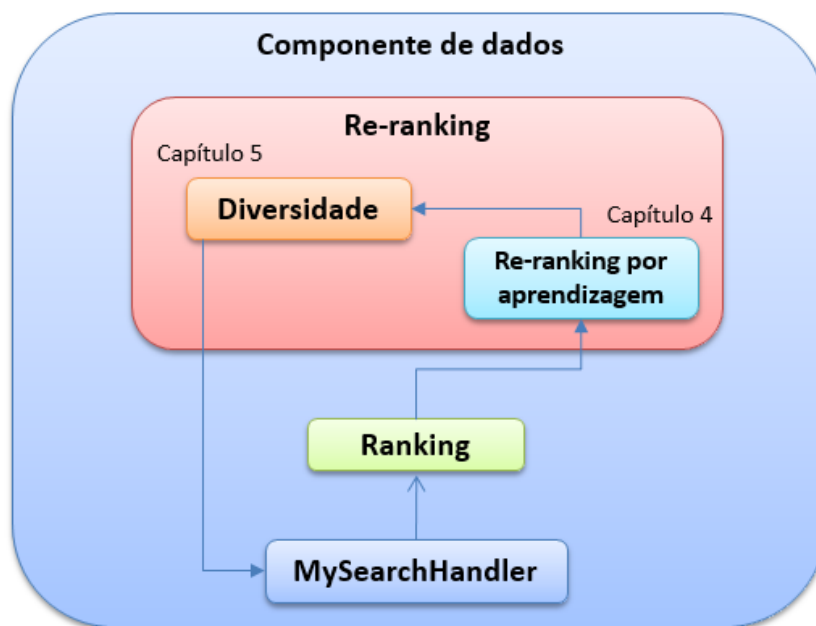 Componente de dados
Re-ranking
Capítulo 5
Diversidade
Capítulo 4
Re-ranking por
aprendizagem
Ranking
MySearchHandler